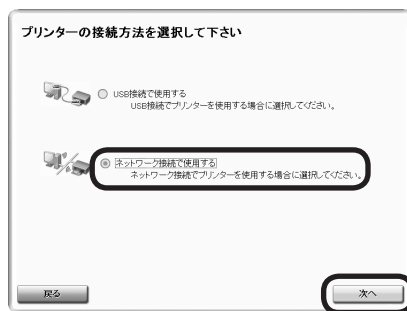 プリンターの接続方法を選択して下さい
USB接続で使用する
USB接続でプリンターを使用する場合に選択してください。
ネットワーク接続で使用する
ネットワーク接続でプリンターを使用する場合に選択してください。
戻る
次へ